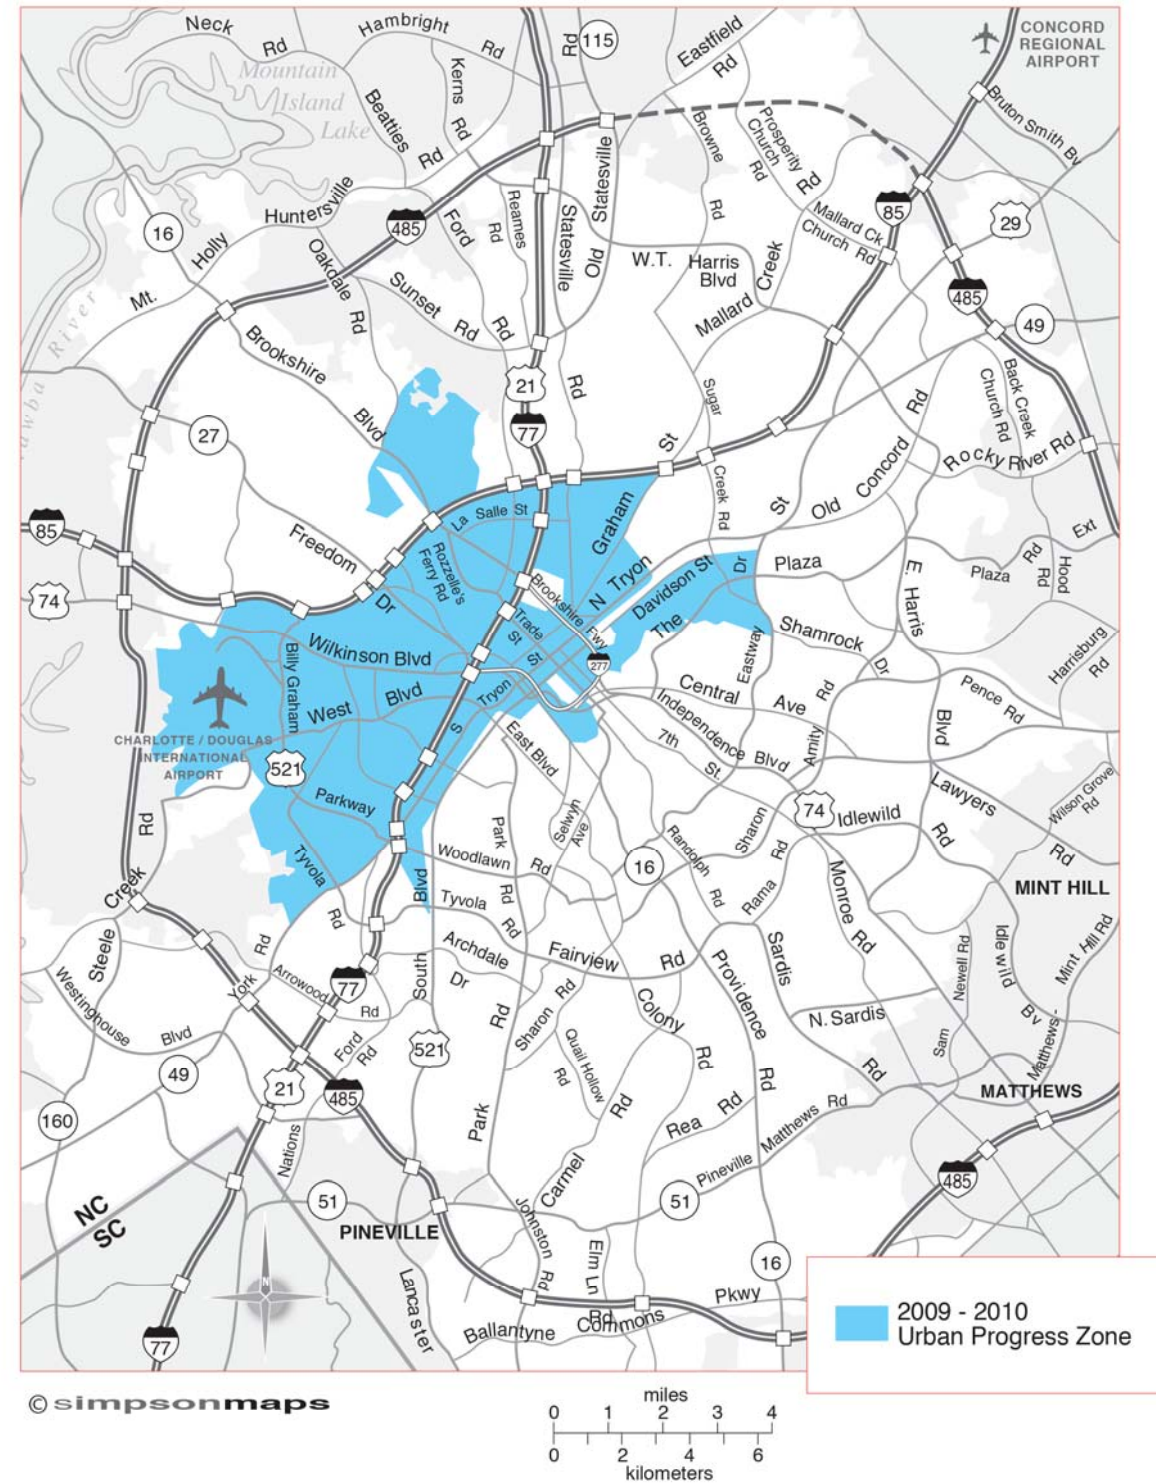 Neck
Rd
Hambright
Rd
Rd
115
Eastfield
Rd
CONCORD
REGIONAL
AIRPORT
Mountain
Island
Lake
Kerns
Rd
Beatties
Rd
Browne
Rd
Prosperity
Church
Rd
Rd
Bruton Smith Bv
Statesville
Old
Statesville
Rd
Huntersville
485
Ford
Rd
Reames
Rd
16
Holly
Mt.
Oakdale
Rd
Sunset
Rd
W.T.
Harris
Blvd
Mallard Ck
Church Rd
85
29
Mallard
Creek
485
49
River
Brookshire
Blvd
21
77
27
Sugar
Creek Rd
Back Creek
Church Rd
Rocky River Rd
Old
Concord
Rd
85
74
Freedom
Dr
La Salle St
Rozzelle's
Ferry Rd
Graham
St
N Tryon
St
Davidson St
The
Plaza
Dr
Plaza
Rd
Ext
Hood
Rd
E. Harris
Blvd
Harrisburg
Rd
Brookshire Fwy
Trade
St
St
277
Wilkinson Blvd
Billy Graham
West
Blvd
S
Tryon
Eastway
Shamrock
Dr
Central
Ave
Independence Blvd
7th
St.
Amity
Rd
Pence Rd
CHARLOTTE / DOUGLAS
INTERNATIONAL
AIRPORT
521
Parkway
East Blvd
Selwyn
Ave
Park
Rd
Woodlawn
Rd
Randolph
Rd
Sharon
Rd
74
Idlewild
Rd
Lawyers
Rd
Wilson Grove
Rd
MINT HILL
16
Rama
Monroe Rd
Tyvola
Rd
Tyvola
Rd
Blvd
South
Creek
Rd
Steele
Westinghouse
Blvd
York
Rd
Arrowood
Rd
77
Archdale
Dr
Fairview
Rd
Sharon
Rd
Providence
Rd
Sardis
Rd
N. Sardis
Newell Rd
Sam
Idlewild
Bv
Mint Hill Rd
Matthews -
MATTHEWS
Colony
Rd
Quail Hollow
Rd
Park
Rd
521
Ford
Rd
Nations
49
21
485
160
Carmel
Rd
Rea Rd
Pineville
Matthews
Rd
51
51
485
NC
SC
PINEVILLE
Lancaster
Johnston
Rd
Elm Ln
Rd
Ballantyne
Commons
Pkwy
16
N
77
2009 - 2010
Urban Progress Zone
© simpsonmaps
miles
0 1 2 3 4
0 2 4 6
kilometers